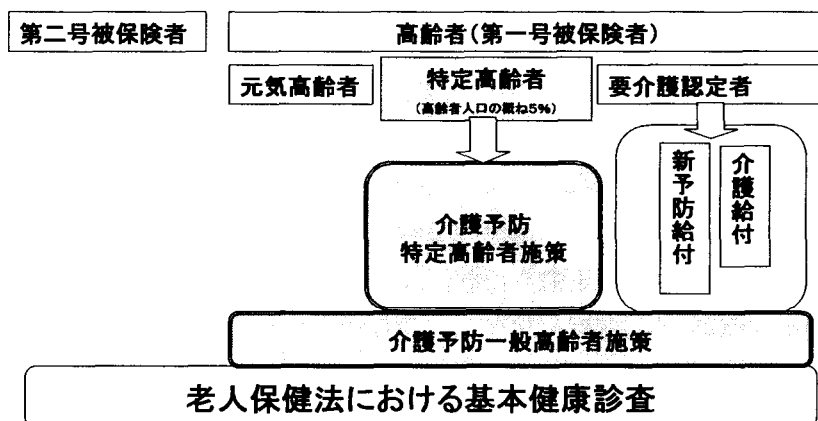 第二号被保険者
高齢者(第一号被保険者)
元気高齢者
特定高齢者
(高齢者人口の概ね5%)
要介護認定者
介護予防
特定高齢者施策
新予防給付
介護給付
介護予防一般高齢者施策
老人保健法における基本健康診査